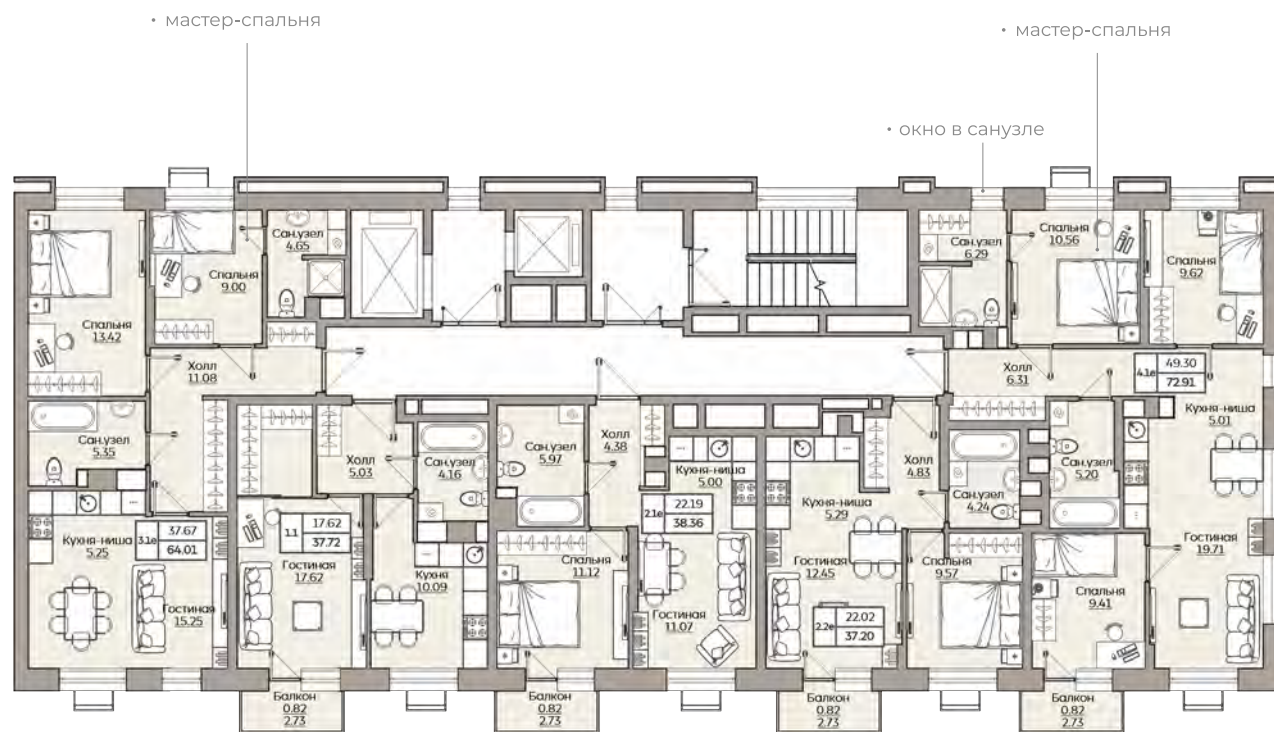 • мастер-спальня
• мастер-спальня
• окно в санузле
Спальня
13.42
Спальня
9.00
Сан.узел
4.65
Сан.узел
6.29
Спальня
10.56
Спальня
9.62
Холл
11.08
Холл
6.31
4.1е
49.30
72.91
Сан.узел
5.35
Холл
5.03
Сан.узел
4.16
Сан.узел
5.97
Холл
4.38
Кухня-ниша
5.00
Холл
4.83
Сан.узел
4.24
Сан.узел
5.20
Кухня-ниша
5.01
Кухня-ниша
5.25
3.1е
37.67
64.01
1.1
17.62
37.72
Гостиная
17.62
Кухня
10.09
Спальня
11.12
2.1е
22.19
38.36
Кухня-ниша
5.29
Гостиная
12.45
Спальня
9.57
Спальня
9.41
Гостиная
19.71
Гостиная
15.25
Гостиная
11.07
2.2е
22.02
37.20
Балкон
0.82
2.73
Балкон
0.82
2.73
Балкон
0.82
2.73
Балкон
0.82
2.73